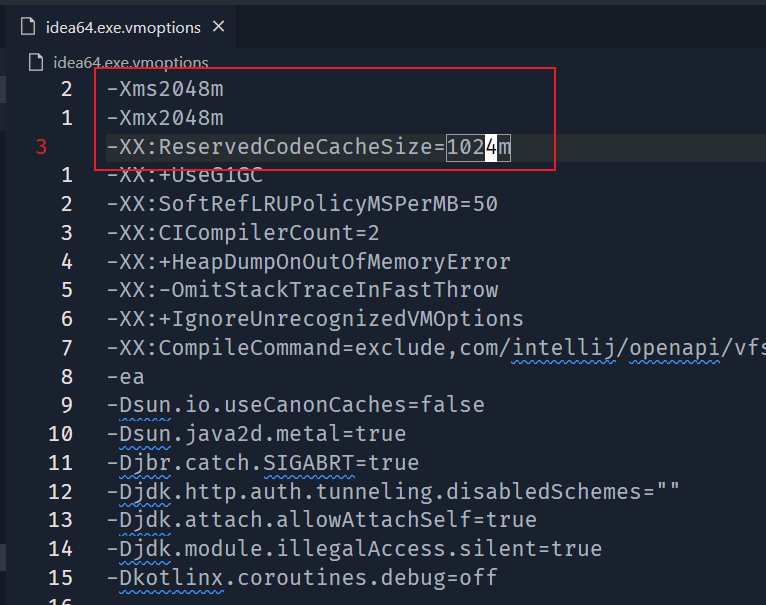 idea64.exe.vmoptions
idea64.exe.vmoptions
2 -Xms2048m
1 -Xmx2048m
3 -XX:ReservedCodeCacheSize=1024m
1 -XX:+UseG1GC
2 -XX:SoftRefLRUPolicyMSPerMB=50
3 -XX:CICompilerCount=2
4 -XX:+HeapDumpOnOutOfMemoryError
5 -XX:-OmitStackTraceInFastThrow
6 -XX:+IgnoreUnrecognizedVMOptions
7 -XX:CompileCommand=exclude,com/intellij/openapi/vfs
8 -ea
9 -Dsun.io.useCanonCaches=false
10 -Dsun.java2d.metal=true
11 -Djbr.catch.SIGABRT=true
12 -Djdk.http.auth.tunneling.disabledSchemes=""
13 -Djdk.attach.allowAttachSelf=true
14 -Djdk.module.illegalAccess.silent=true
15 -Dkotlinx.coroutines.debug=off
16